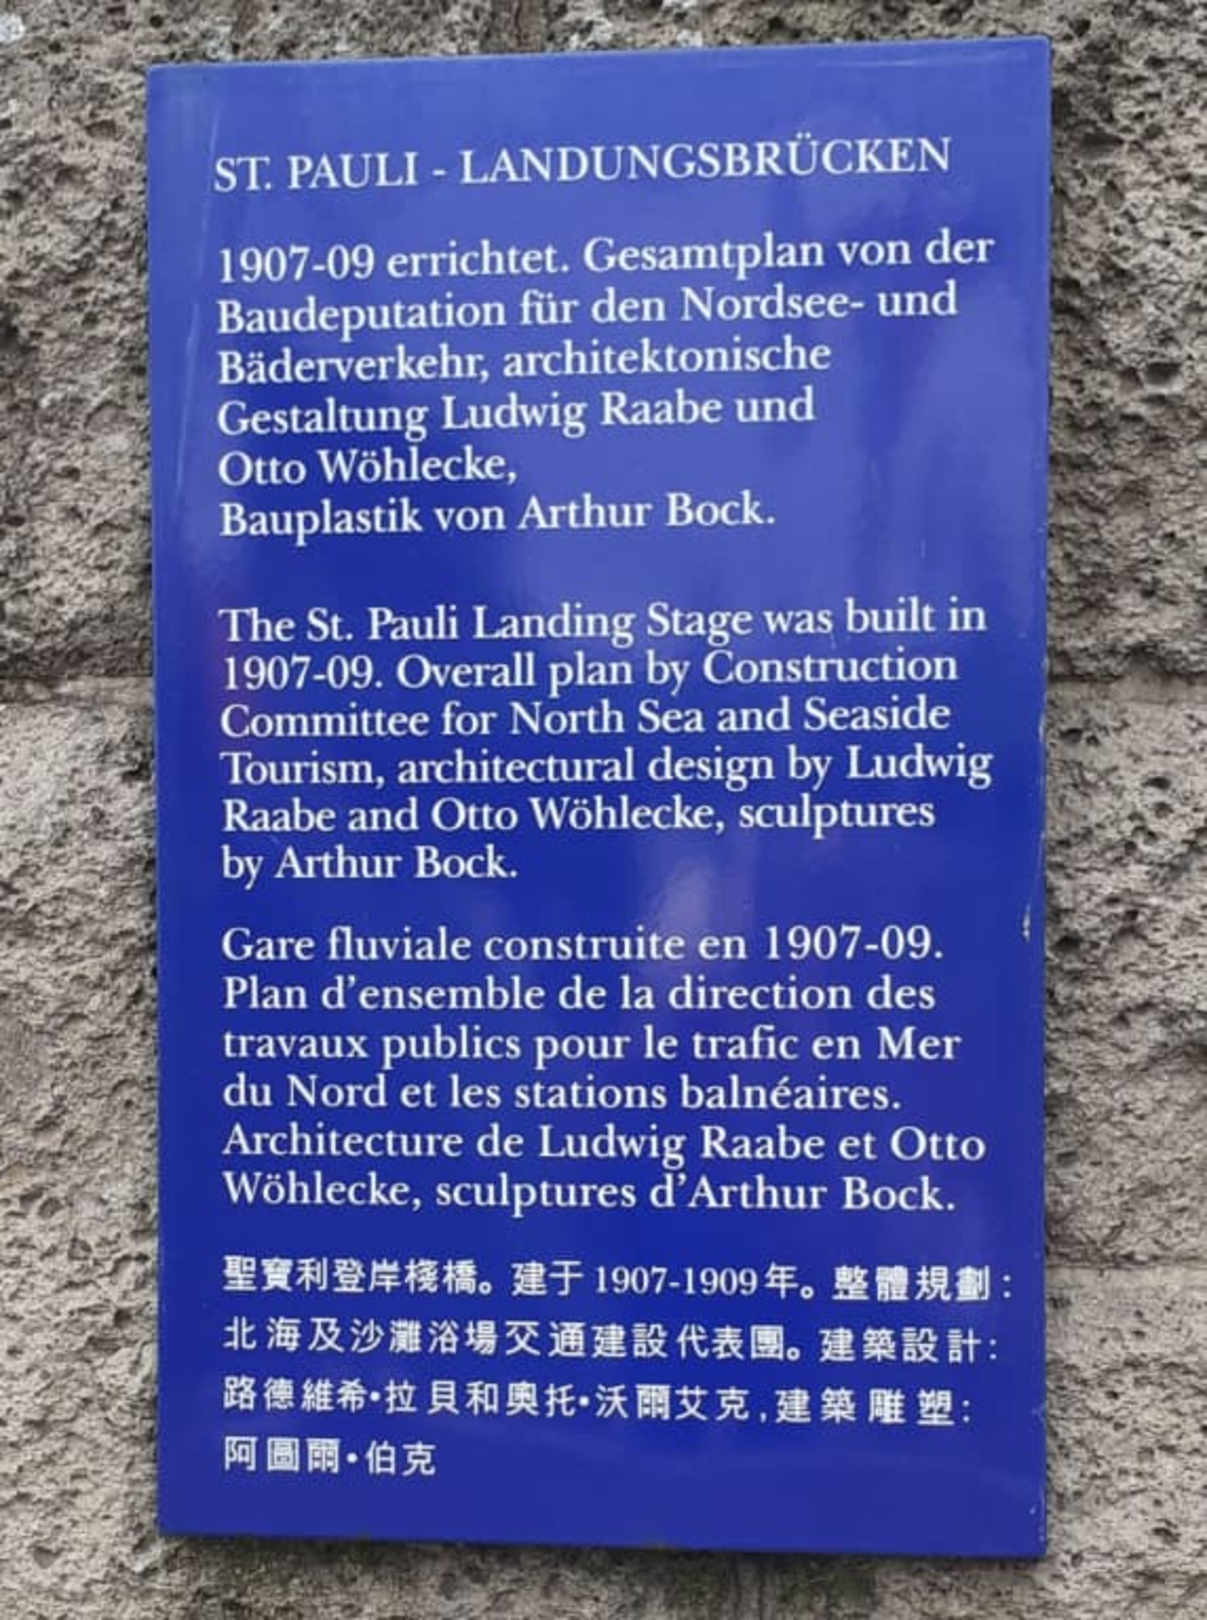 ST. PAULI - LANDUNGSBRÜCKEN
1907-09 errichtet. Gesamtplan von der
Baudeputation für den Nordsee- und
Bäderverkehr, architektonische
Gestaltung Ludwig Raabe und
Otto Wöhlecke,
Bauplastik von Arthur Bock.
The St. Pauli Landing Stage was built in
1907-09. Overall plan by Construction
Committee for North Sea and Seaside
Tourism, architectural design by Ludwig
Raabe and Otto Wöhlecke, sculptures
by Arthur Bock.
Gare fluviale construite en 1907-09.
Plan d’ensemble de la direction des
travaux publics pour le trafic en Mer
du Nord et les stations balnéaires.
Architecture de Ludwig Raabe et Otto
Wöhlecke, sculptures d’Arthur Bock.
聖寶利登岸棧橋。建于1907-1909年。整體規劃：
北海及沙灘浴場交通建設代表團。建築設計：
路德維希•拉貝和奧托•沃爾艾克,建築雕塑：
阿圖爾•伯克